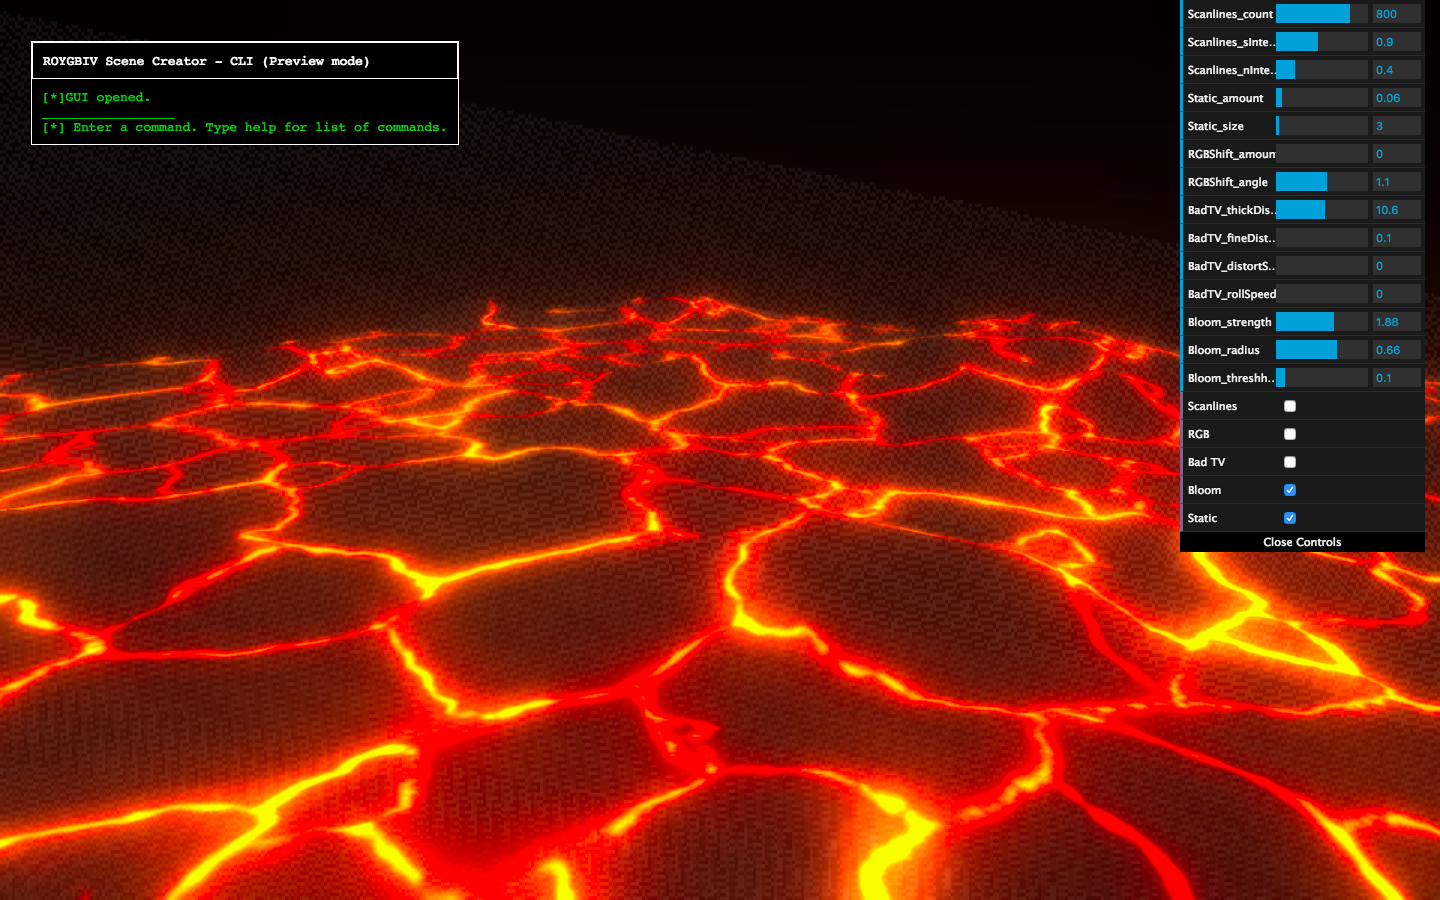 ROYGBIV Scene Creator - CLI (Preview mode)
[*]GUI opened.
[*] Enter a command. Type help for list of commands.
Scanlines_count 800
Scanlines_sInte.. 0.9
Scanlines_nInte.. 0.4
Static_amount 0.06
Static_size 3
RGBShift_amoun 0
RGBShift_angle 1.1
BadTV_thickDis.. 10.6
BadTV_fineDist.. 0.1
BadTV_distortS.. 0
BadTV_rollSpeed 0
Bloom_strength 1.88
Bloom_radius 0.66
Bloom_threshh.. 0.1
Scanlines
RGB
Bad TV
Bloom
Static
Close Controls